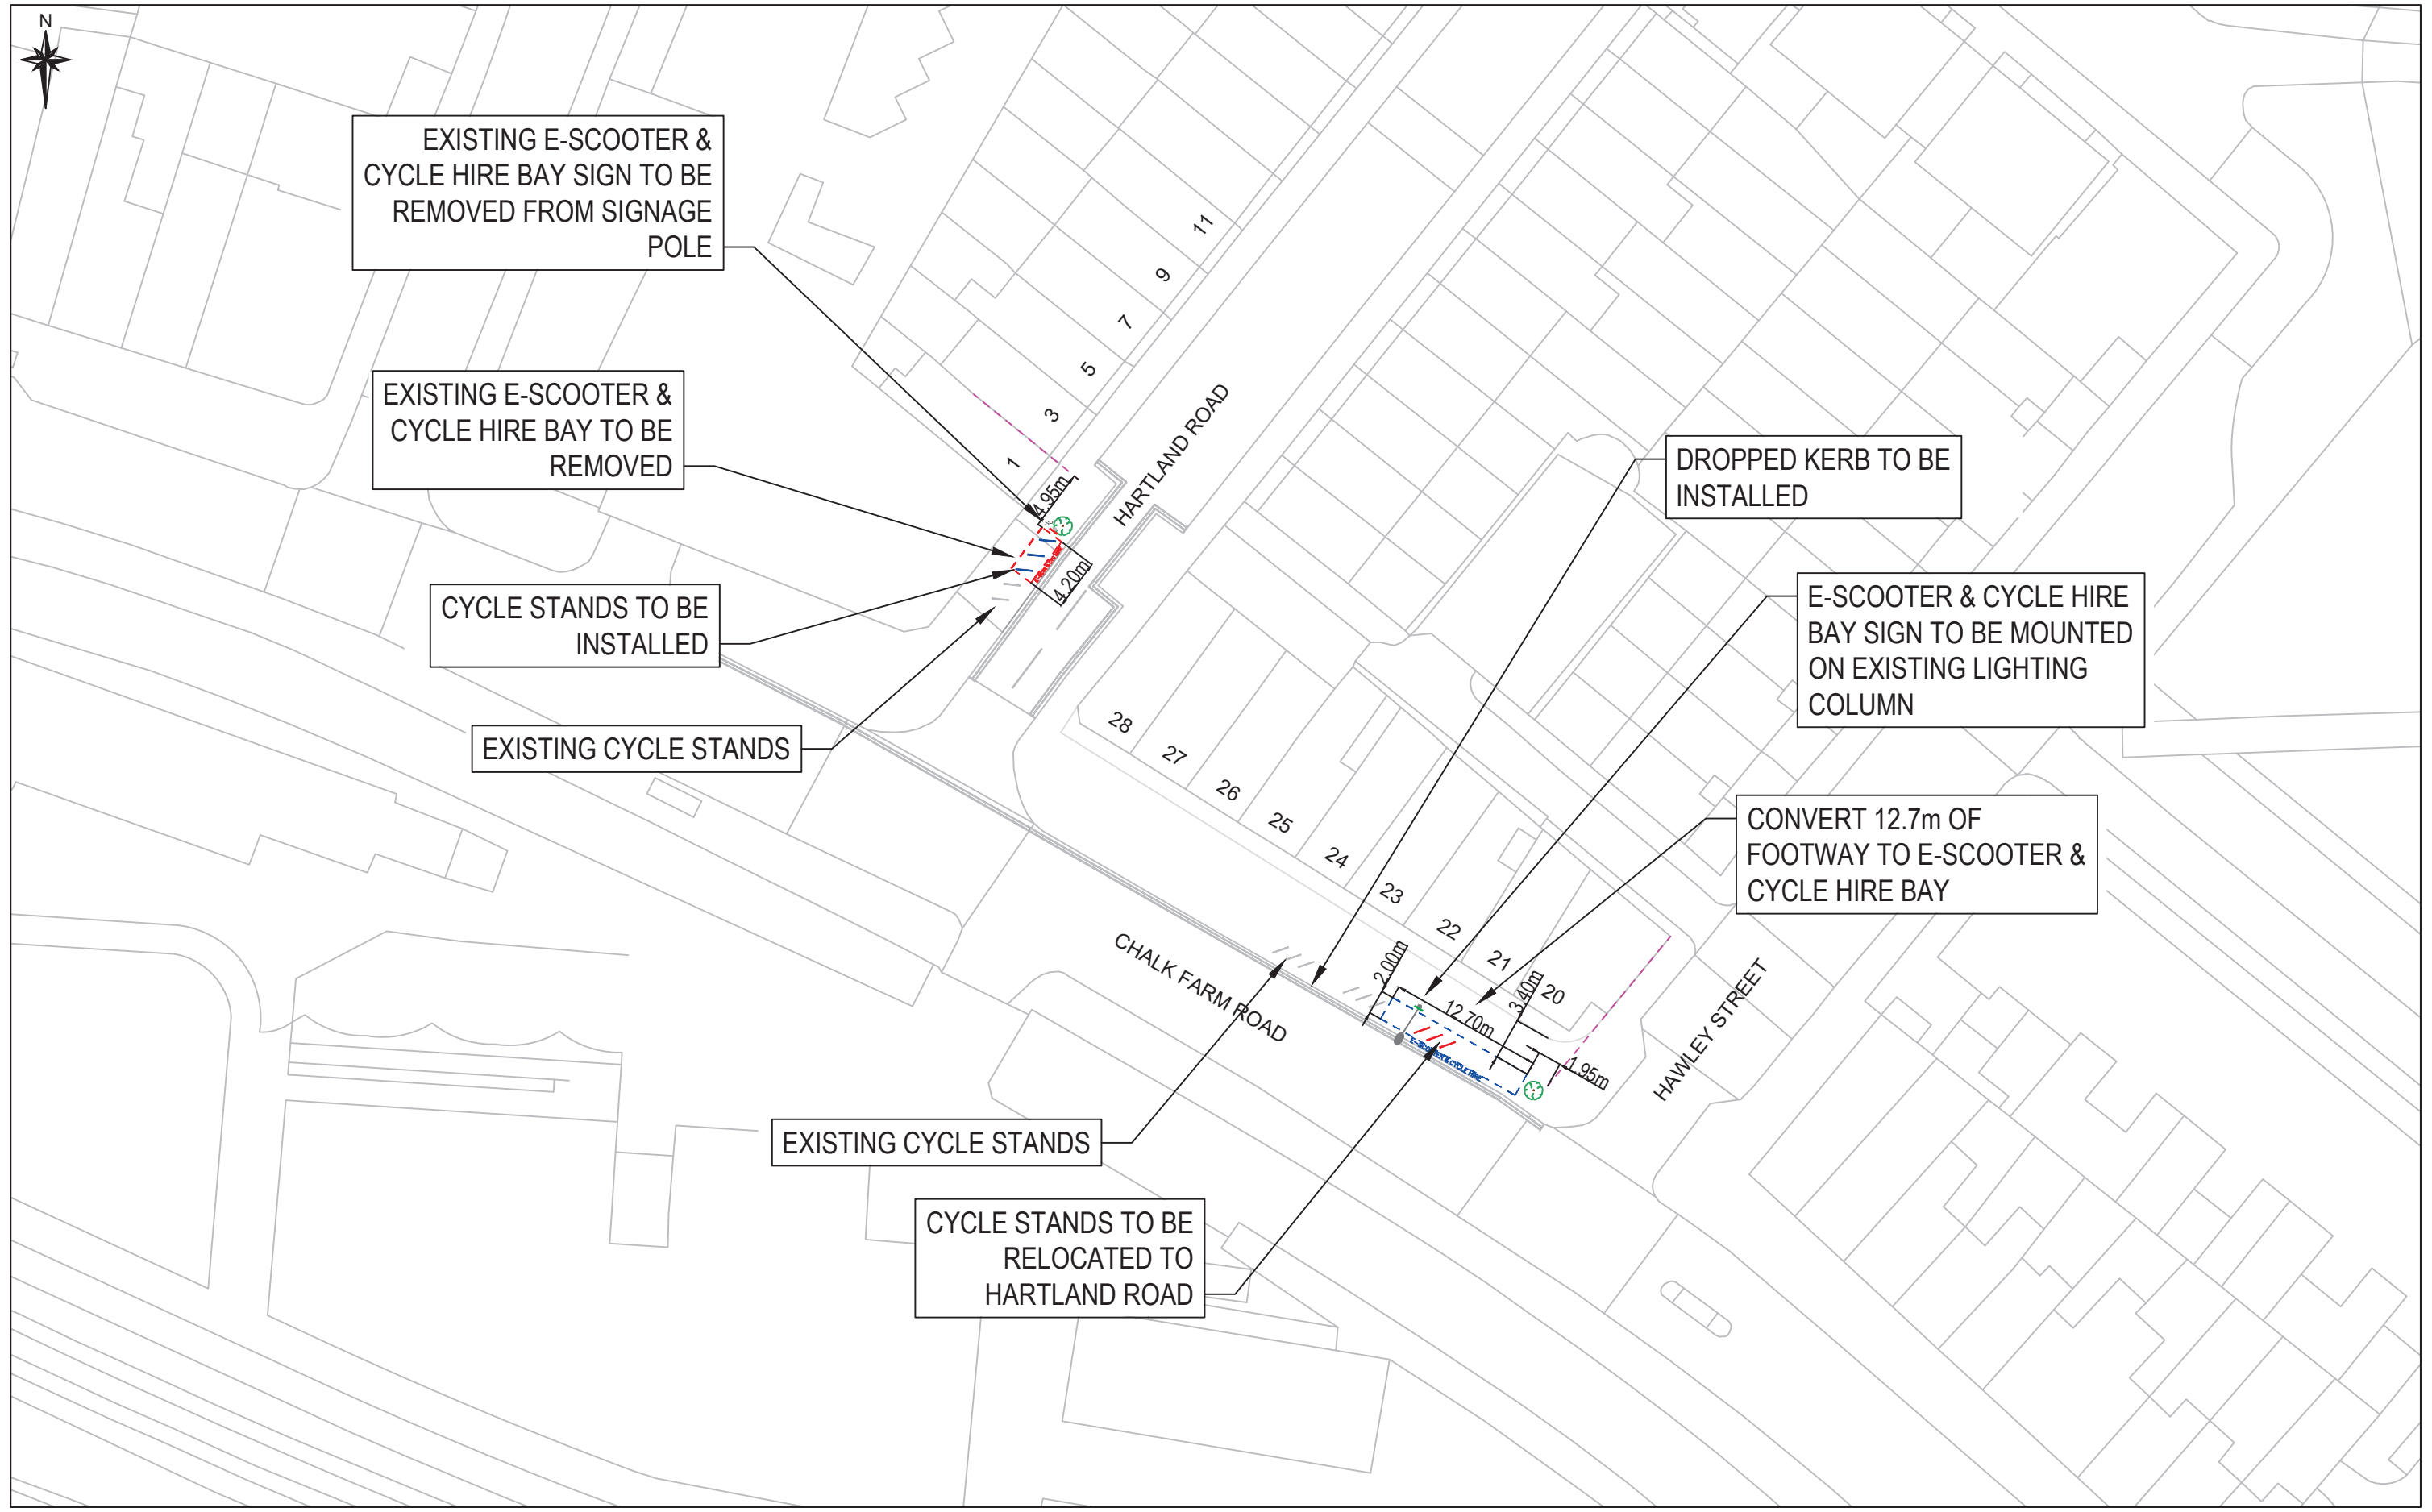 N
EXISTING E-SCOOTER &
CYCLE HIRE BAY SIGN TO BE
REMOVED FROM SIGNAGE
POLE
11
9
7
5
3
1
EXISTING E-SCOOTER &
CYCLE HIRE BAY TO BE
REMOVED
HARTLAND ROAD
4.95m
4.20m
DROPPED KERB TO BE
INSTALLED
CYCLE STANDS TO BE
INSTALLED
E-SCOOTER & CYCLE HIRE
BAY SIGN TO BE MOUNTED
ON EXISTING LIGHTING
COLUMN
EXISTING CYCLE STANDS
28
27
26
25
24
23
22
21
20
CONVERT 12.7m OF
FOOTWAY TO E-SCOOTER &
CYCLE HIRE BAY
CHALK FARM ROAD
2.00m
12.70m
3.40m
1.95m
E-SCOOTER & CYCLE HIRE
HAWLEY STREET
EXISTING CYCLE STANDS
CYCLE STANDS TO BE
RELOCATED TO
HARTLAND ROAD